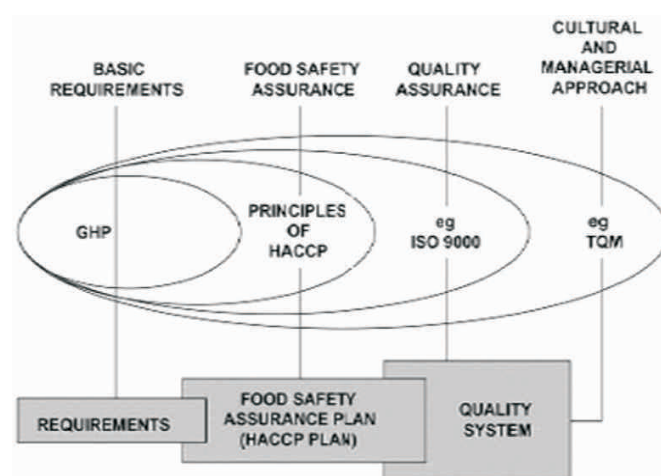 BASIC
REQUIREMENTS
FOOD SAFETY
ASSURANCE
QUALITY
ASSURANCE
CULTURAL
AND
MANAGERIAL
APPROACH
GHP
PRINCIPLES
OF
HACCP
eg
ISO 9000
eg
TQM
REQUIREMENTS
FOOD SAFETY
ASSURANCE PLAN
(HACCP PLAN)
QUALITY
SYSTEM